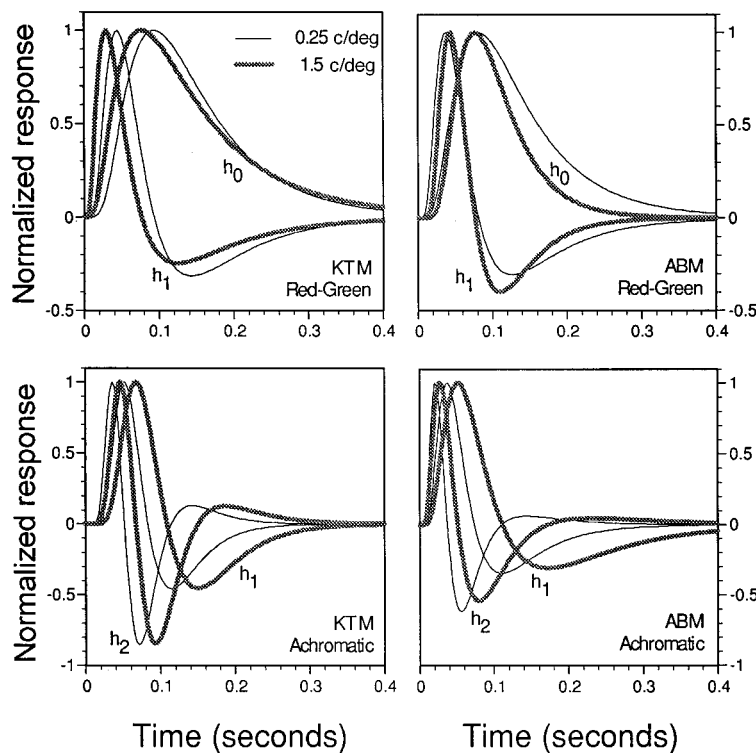 Normalized response
1
0.5
0
-0.5
0 0.1 0.2 0.3 0.4
0.25 c/deg
1.5 c/deg
h0
h1
KTM
Red-Green
1
0.5
0
-0.5
0 0.1 0.2 0.3 0.4
h0
h1
ABM
Red-Green
Normalized response
1
0.5
0
-0.5
-1
0 0.1 0.2 0.3 0.4
h1
h2
KTM
Achromatic
1
0.5
0
-0.5
-1
0 0.1 0.2 0.3 0.4
h1
h2
ABM
Achromatic
Time (seconds)
Time (seconds)